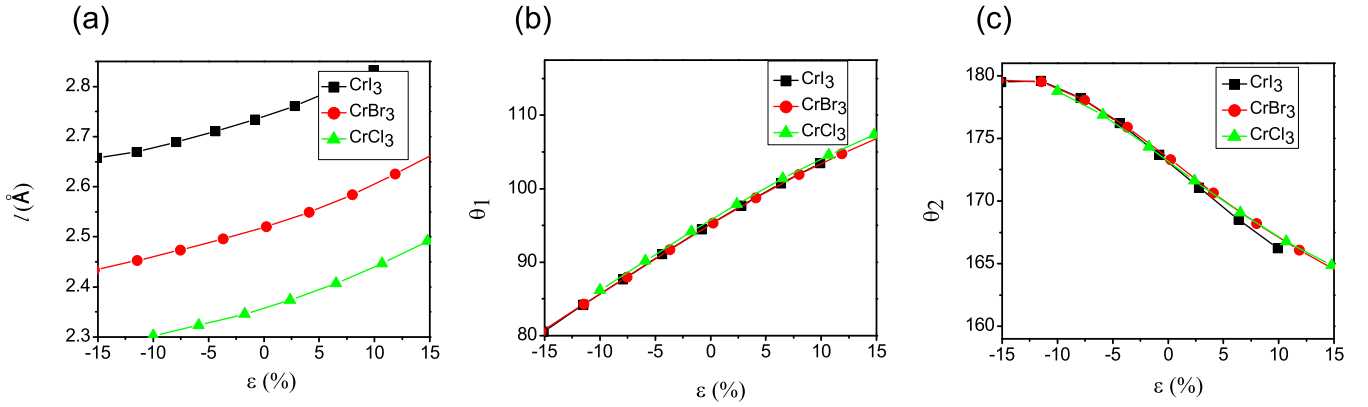 (a)
2.8
2.7
2.6
2.5
2.4
2.3
l (Å)
-15 -10 -5 0 5 10 15
ε (%)
CrI3
CrBr3
CrCl3
(b)
110
100
90
80
θ1
-15 -10 -5 0 5 10 15
ε (%)
CrI3
CrBr3
CrCl3
(c)
180
175
170
165
160
θ2
-15 -10 -5 0 5 10 15
ε (%)
CrI3
CrBr3
CrCl3